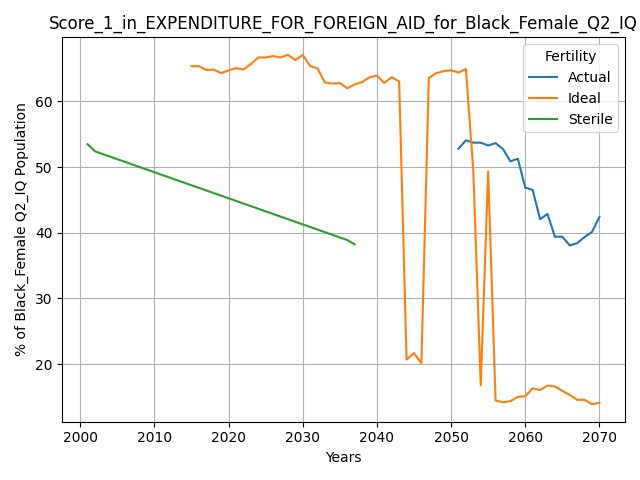 Score_1_in_EXPENDITURE_FOR_FOREIGN_AID_for_Black_Female_Q2_IQ
% of Black_Female Q2_IQ Population
Fertility
Actual
Ideal
Sterile
60
50
40
30
20
2000 2010 2020 2030 2040 2050 2060 2070
Years